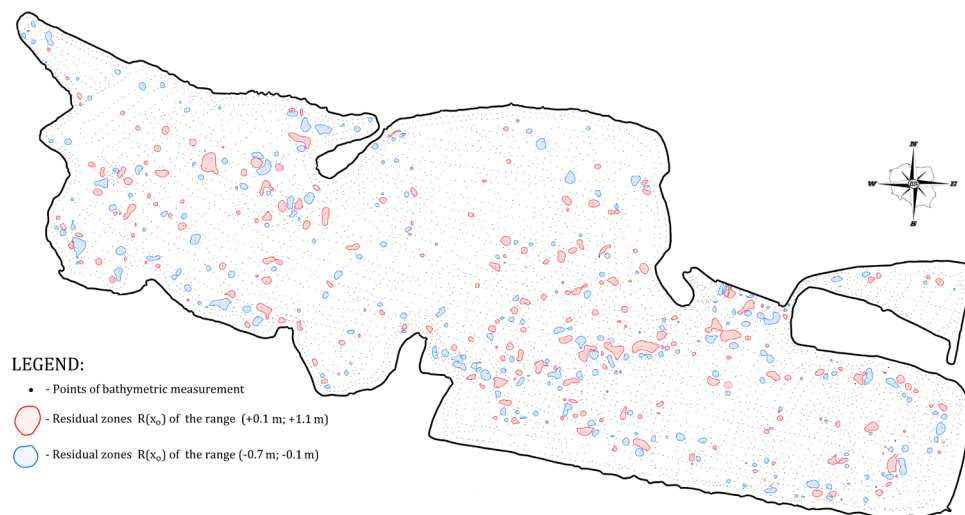 N
W
E
S
LEGEND:
- Points of bathymetric measurement
- Residual zones R(x₀) of the range (+0.1 m; +1.1 m)
- Residual zones R(x₀) of the range (-0.7 m; -0.1 m)